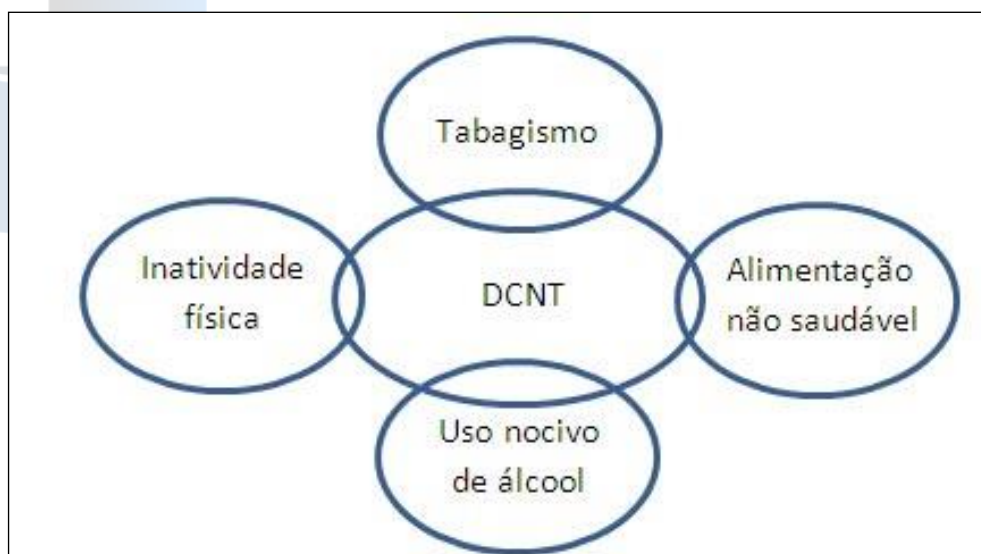 Tabagismo
Inatividade
física
DCNT
Alimentação
não saudável
Uso nocivo
de álcool